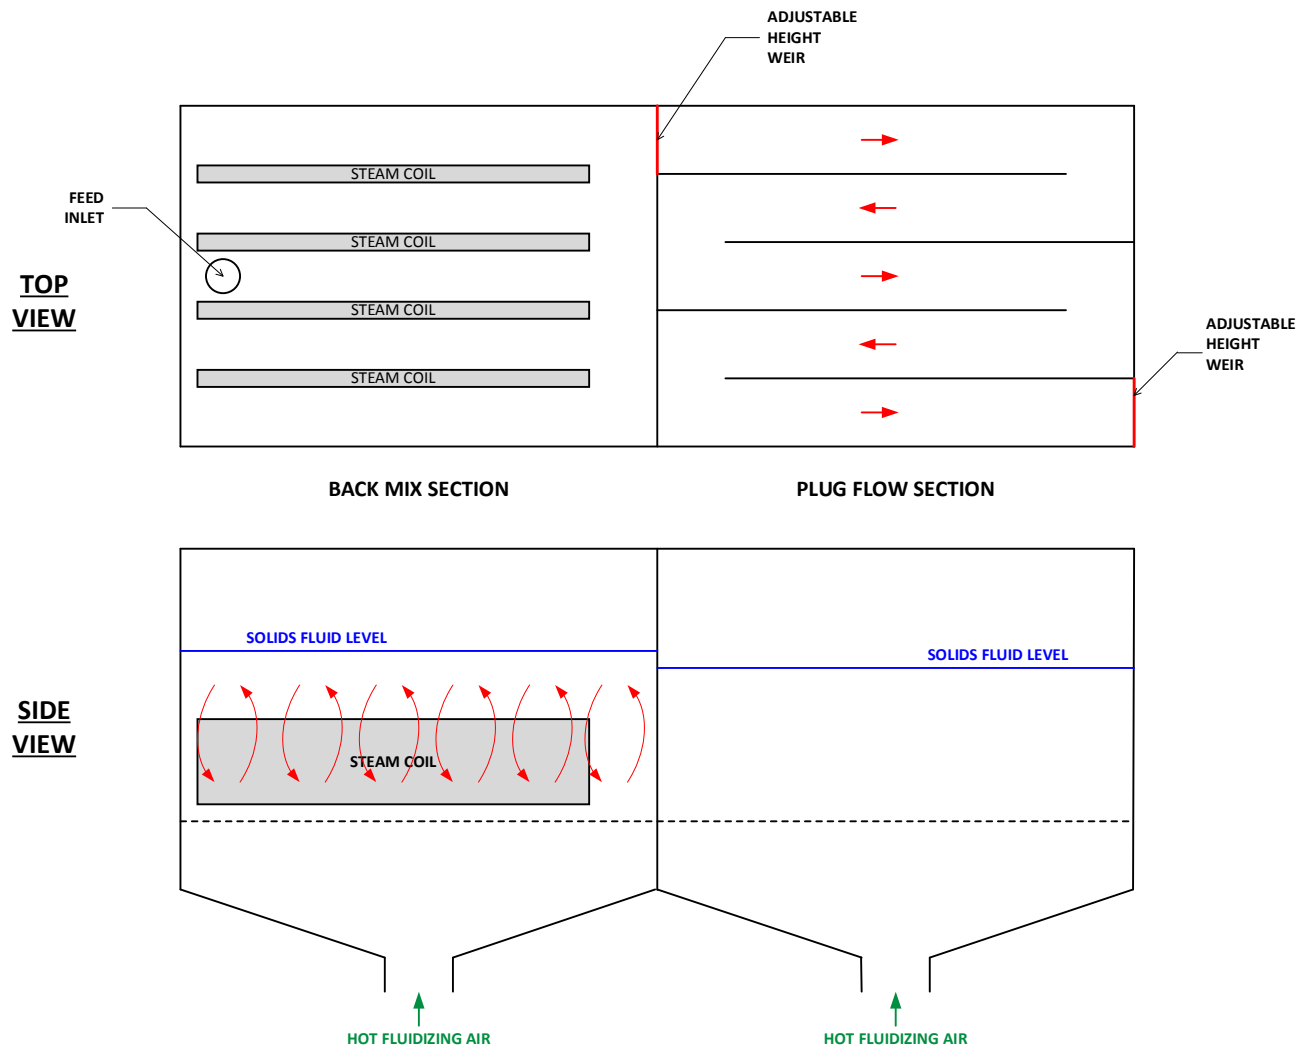 ADJUSTABLE
HEIGHT
WEIR
STEAM COIL
FEED
INLET
STEAM COIL
TOP
VIEW
STEAM COIL
ADJUSTABLE
HEIGHT
WEIR
STEAM COIL
BACK MIX SECTION
PLUG FLOW SECTION
SOLIDS FLUID LEVEL
SOLIDS FLUID LEVEL
SIDE
VIEW
STEAM COIL
HOT FLUIDIZING AIR
HOT FLUIDIZING AIR